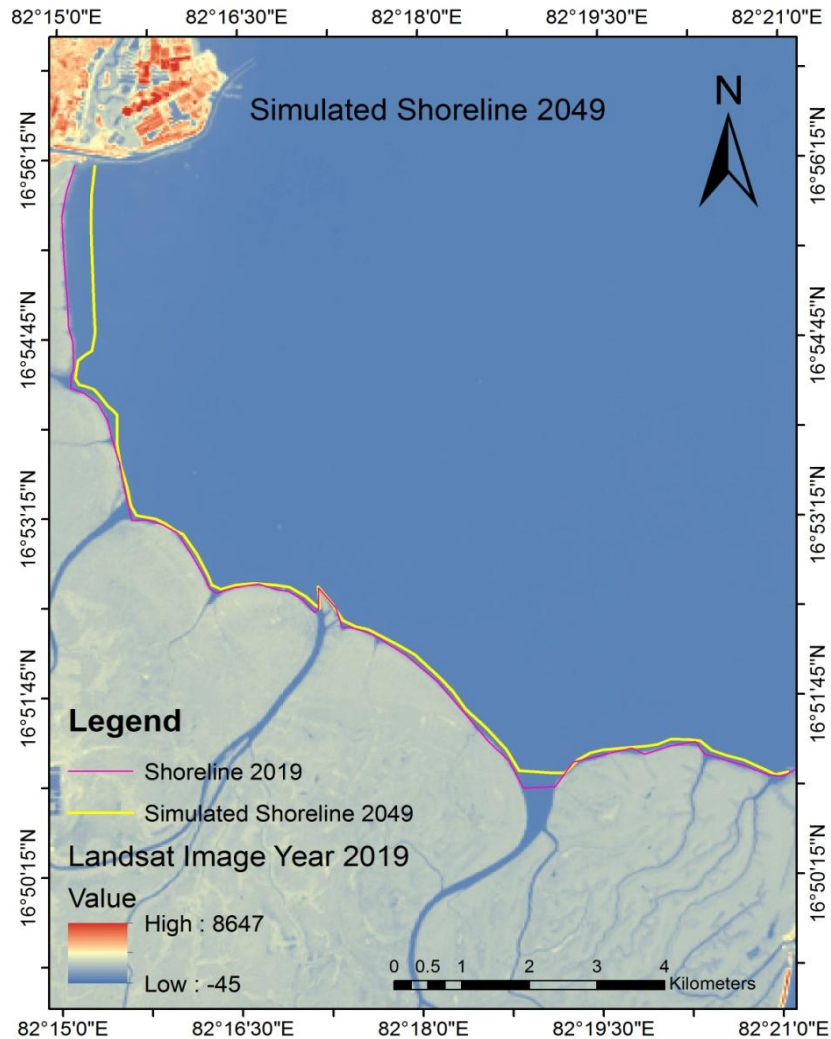 82°15'0"E 82°16'30"E 82°18'0"E 82°19'30"E 82°21'0"E
Simulated Shoreline 2049
N
16°56'15"N 16°56'15"N
16°54'45"N 16°54'45"N
16°53'15"N 16°53'15"N
16°51'45"N 16°51'45"N
Legend
Shoreline 2019
Simulated Shoreline 2049
Landsat Image Year 2019
16°50'15"N 16°50'15"N
Value
High : 8647
Low : -45
0 0.5 1 2 3 4
Kilometers
82°15'0"E 82°16'30"E 82°18'0"E 82°19'30"E 82°21'0"E